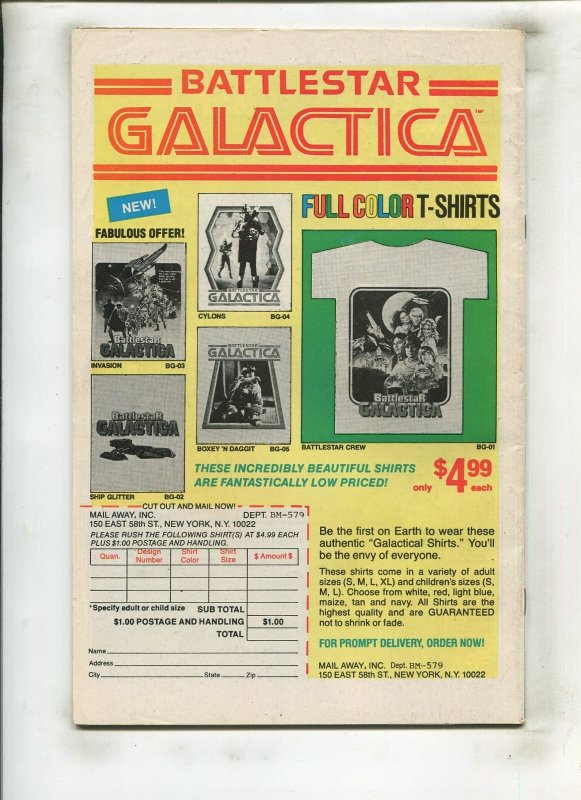 BATTLESTAR
GALACTICA™
NEW!
FABULOUS OFFER!
FULL COLOR T-SHIRTS
BattlestaR
GALACTICA
INVASION BG-03
BATTLESTAR
GALACTICA
CYLONS BG-04
BattlestaR
GALACTICA
SHIP GLITTER BG-02
BATTLESTAR
GALACTICA
BOXEY 'N DAGGIT BG-05
BattlestaR
GALACTICA
BATTLESTAR CREW BG-01
THESE INCREDIBLY BEAUTIFUL SHIRTS
ARE FANTASTICALLY LOW PRICED!
only $4.99 each
CUT OUT AND MAIL NOW!
MAIL AWAY, INC. DEPT. BM-579
150 EAST 58th ST., NEW YORK, N.Y. 10022
PLEASE RUSH THE FOLLOWING SHIRT(S) AT $4.99 EACH
PLUS $1.00 POSTAGE AND HANDLING.
Quan. Design Number Shirt Color Shirt Size $ Amount $
*Specify adult or child size SUB TOTAL
$1.00 POSTAGE AND HANDLING $1.00
TOTAL
Name
Address
City State Zip
Be the first on Earth to wear these
authentic "Galactical Shirts." You'll
be the envy of everyone.
These shirts come in a variety of adult
sizes (S, M, L, XL) and children's sizes (S,
M, L). Choose from white, red, light blue,
maize, tan and navy. All Shirts are the
highest quality and are GUARANTEED
not to shrink or fade.
FOR PROMPT DELIVERY, ORDER NOW!
MAIL AWAY, INC. Dept. BM-579
150 EAST 58th ST., NEW YORK, N.Y. 10022